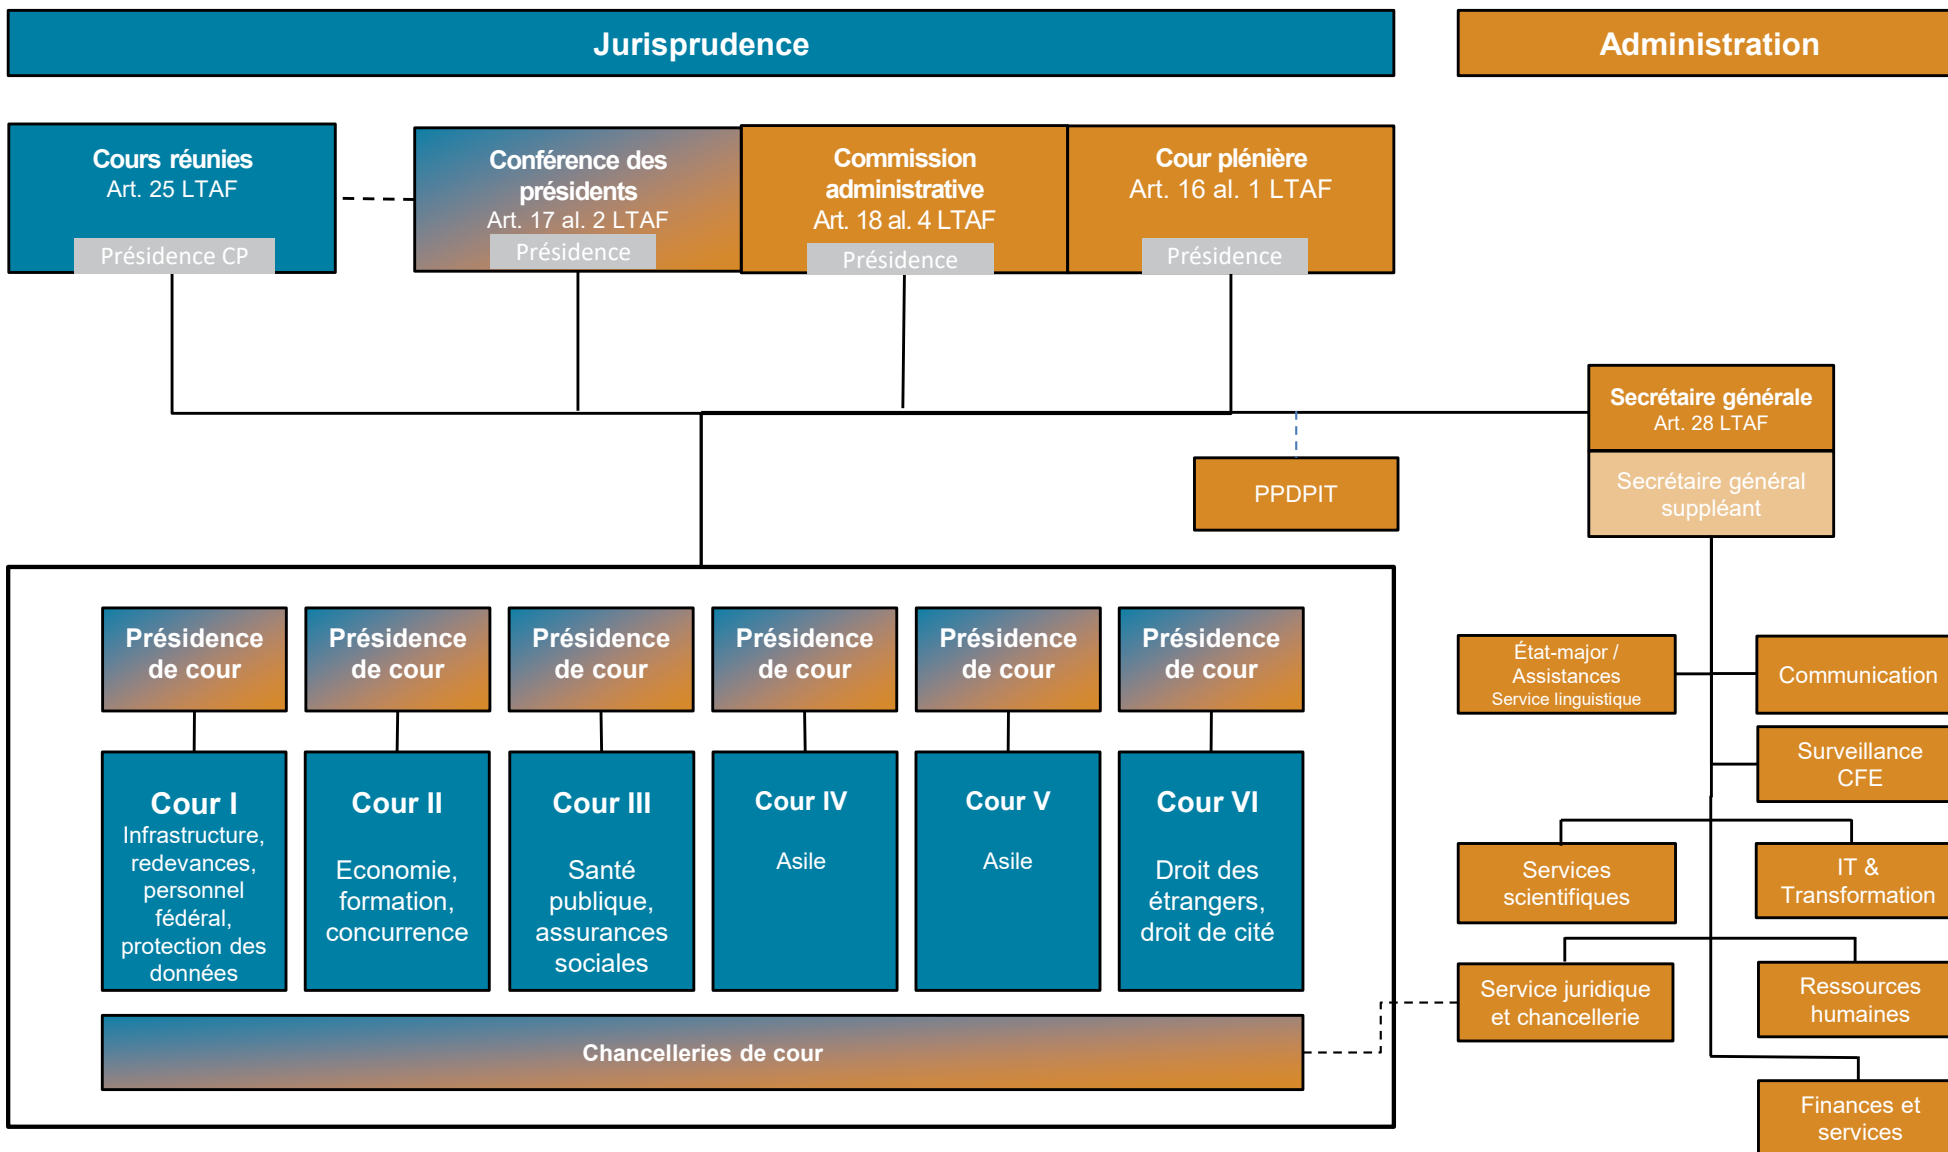 Jurisprudence
Administration
Cours réunies
Art. 25 LTAF
Présidence CP
Conférence des
présidents
Art. 17 al. 2 LTAF
Présidence
Commission
administrative
Art. 18 al. 4 LTAF
Présidence
Cour plénière
Art. 16 al. 1 LTAF
Présidence
Secrétaire générale
Art. 28 LTAF
Secrétaire général
suppléant
PPDPIT
Présidence
de cour
Présidence
de cour
Présidence
de cour
Présidence
de cour
Présidence
de cour
Présidence
de cour
Cour I
Infrastructure,
redevances,
personnel
fédéral,
protection des
données
Cour II
Economie,
formation,
concurrence
Cour III
Santé
publique,
assurances
sociales
Cour IV
Asile
Cour V
Asile
Cour VI
Droit des
étrangers,
droit de cité
Chancelleries de cour
État-major /
Assistances
Service linguistique
Communication
Surveillance
CFE
Services
scientifiques
IT &
Transformation
Service juridique
et chancellerie
Ressources
humaines
Finances et
services